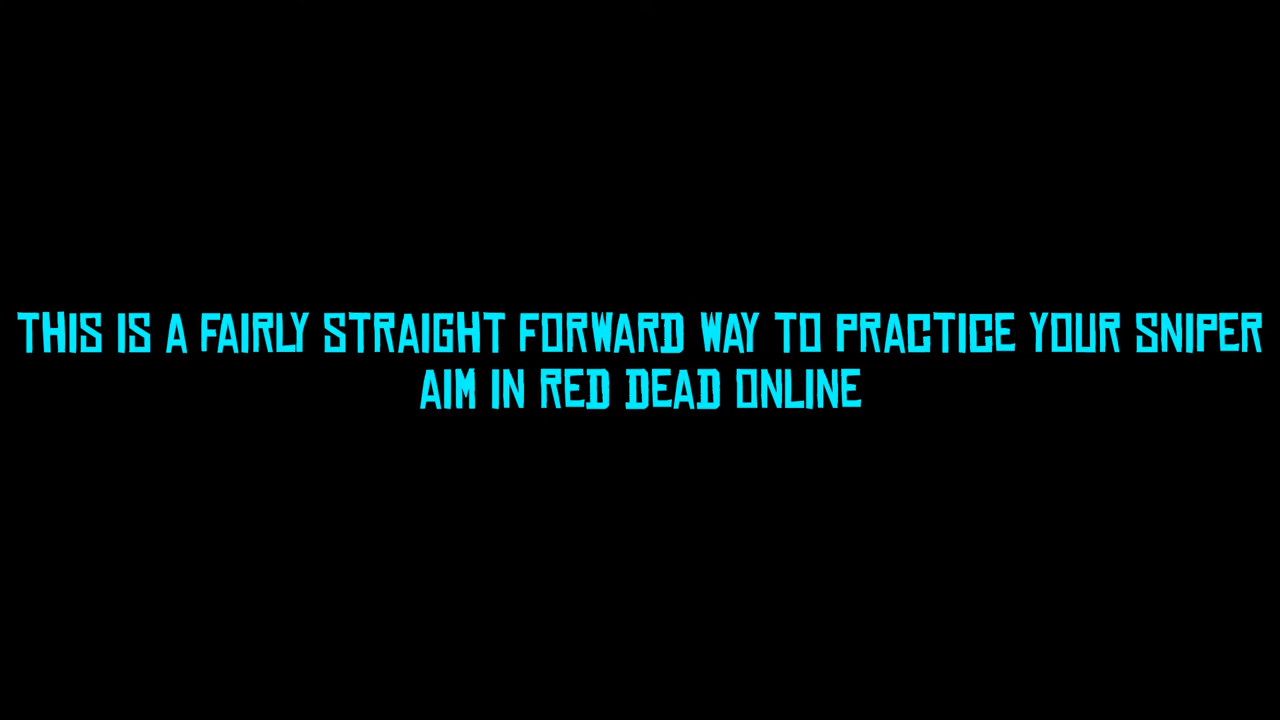 THIS IS A FAIRLY STRAIGHT FORWARD WAY TO PRACTICE YOUR SNIPER
AIM IN RED DEAD ONLINE